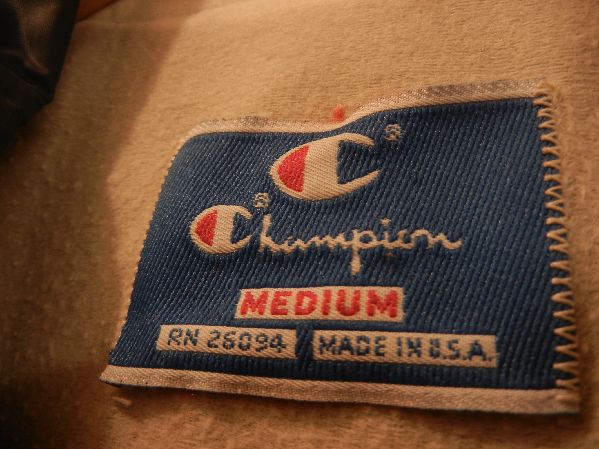 C ®
® Champion
MEDIUM
RN 26094 MADE IN U.S.A.